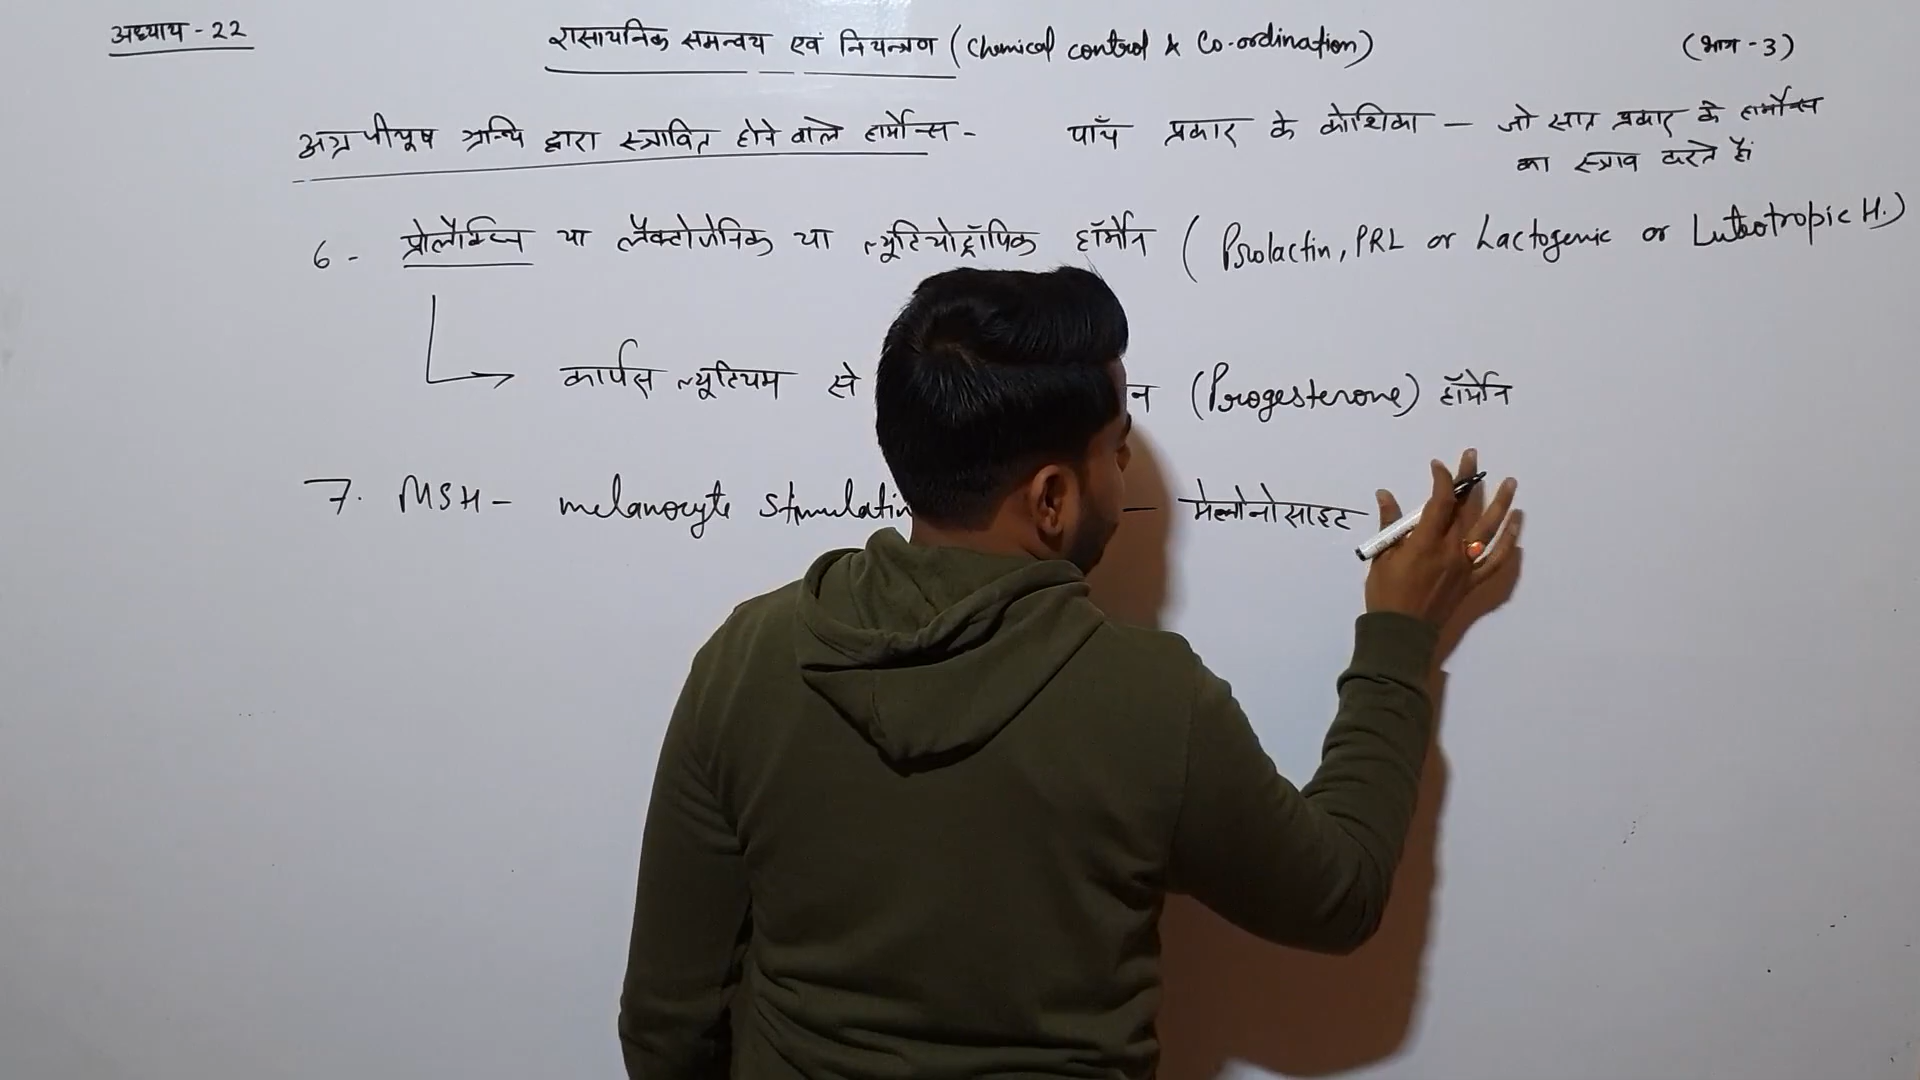 अध्याय - 22
रासायनिक समन्वय एवं नियन्त्रण (Chemical control & Co-ordination)
(भाग - 3)
अग्र पीयूष ग्रन्थि द्वारा स्त्रावित होने वाले हार्मोन्स - पाँच प्रकार के कोशिका - जो सात प्रकार के हार्मोन्स
का स्त्राव करते हैं।
6 - प्रोलैक्टिन या लैक्टोजेनिक या ल्यूटियोट्रॉपिक हॉर्मोन (Prolactin, PRL or Lactogenic or Luteotropic H.)
कार्पस ल्यूटियम से न (Progesterone) हॉर्मोन
7. MSH - melanocyte stimulatin - मेलेनोसाइट